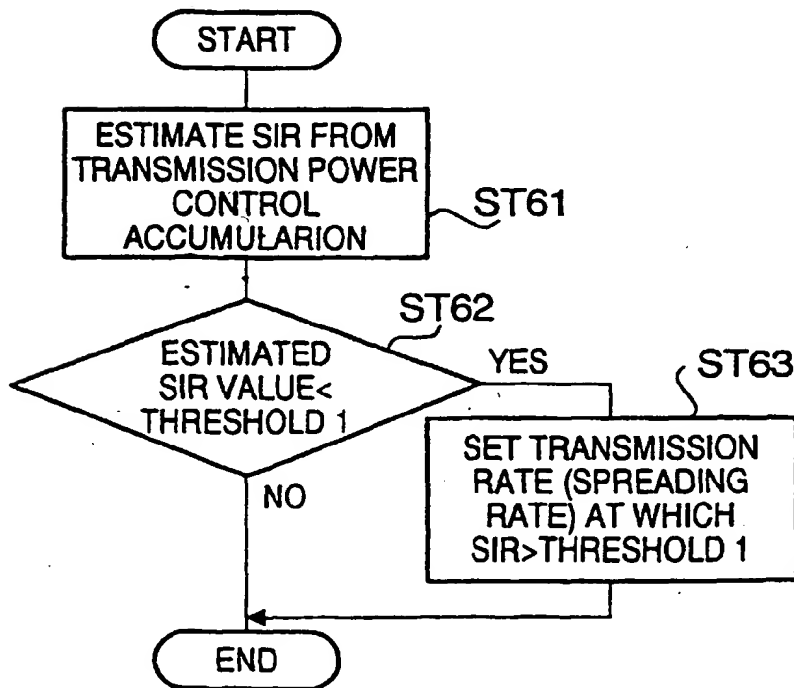 START
ESTIMATE SIR FROM
TRANSMISSION POWER
CONTROL
ACCUMULARION
ST61
ST62
ESTIMATED
SIR VALUE<
THRESHOLD 1
YES
ST63
SET TRANSMISSION
RATE (SPREADING
RATE) AT WHICH
SIR>THRESHOLD 1
NO
END